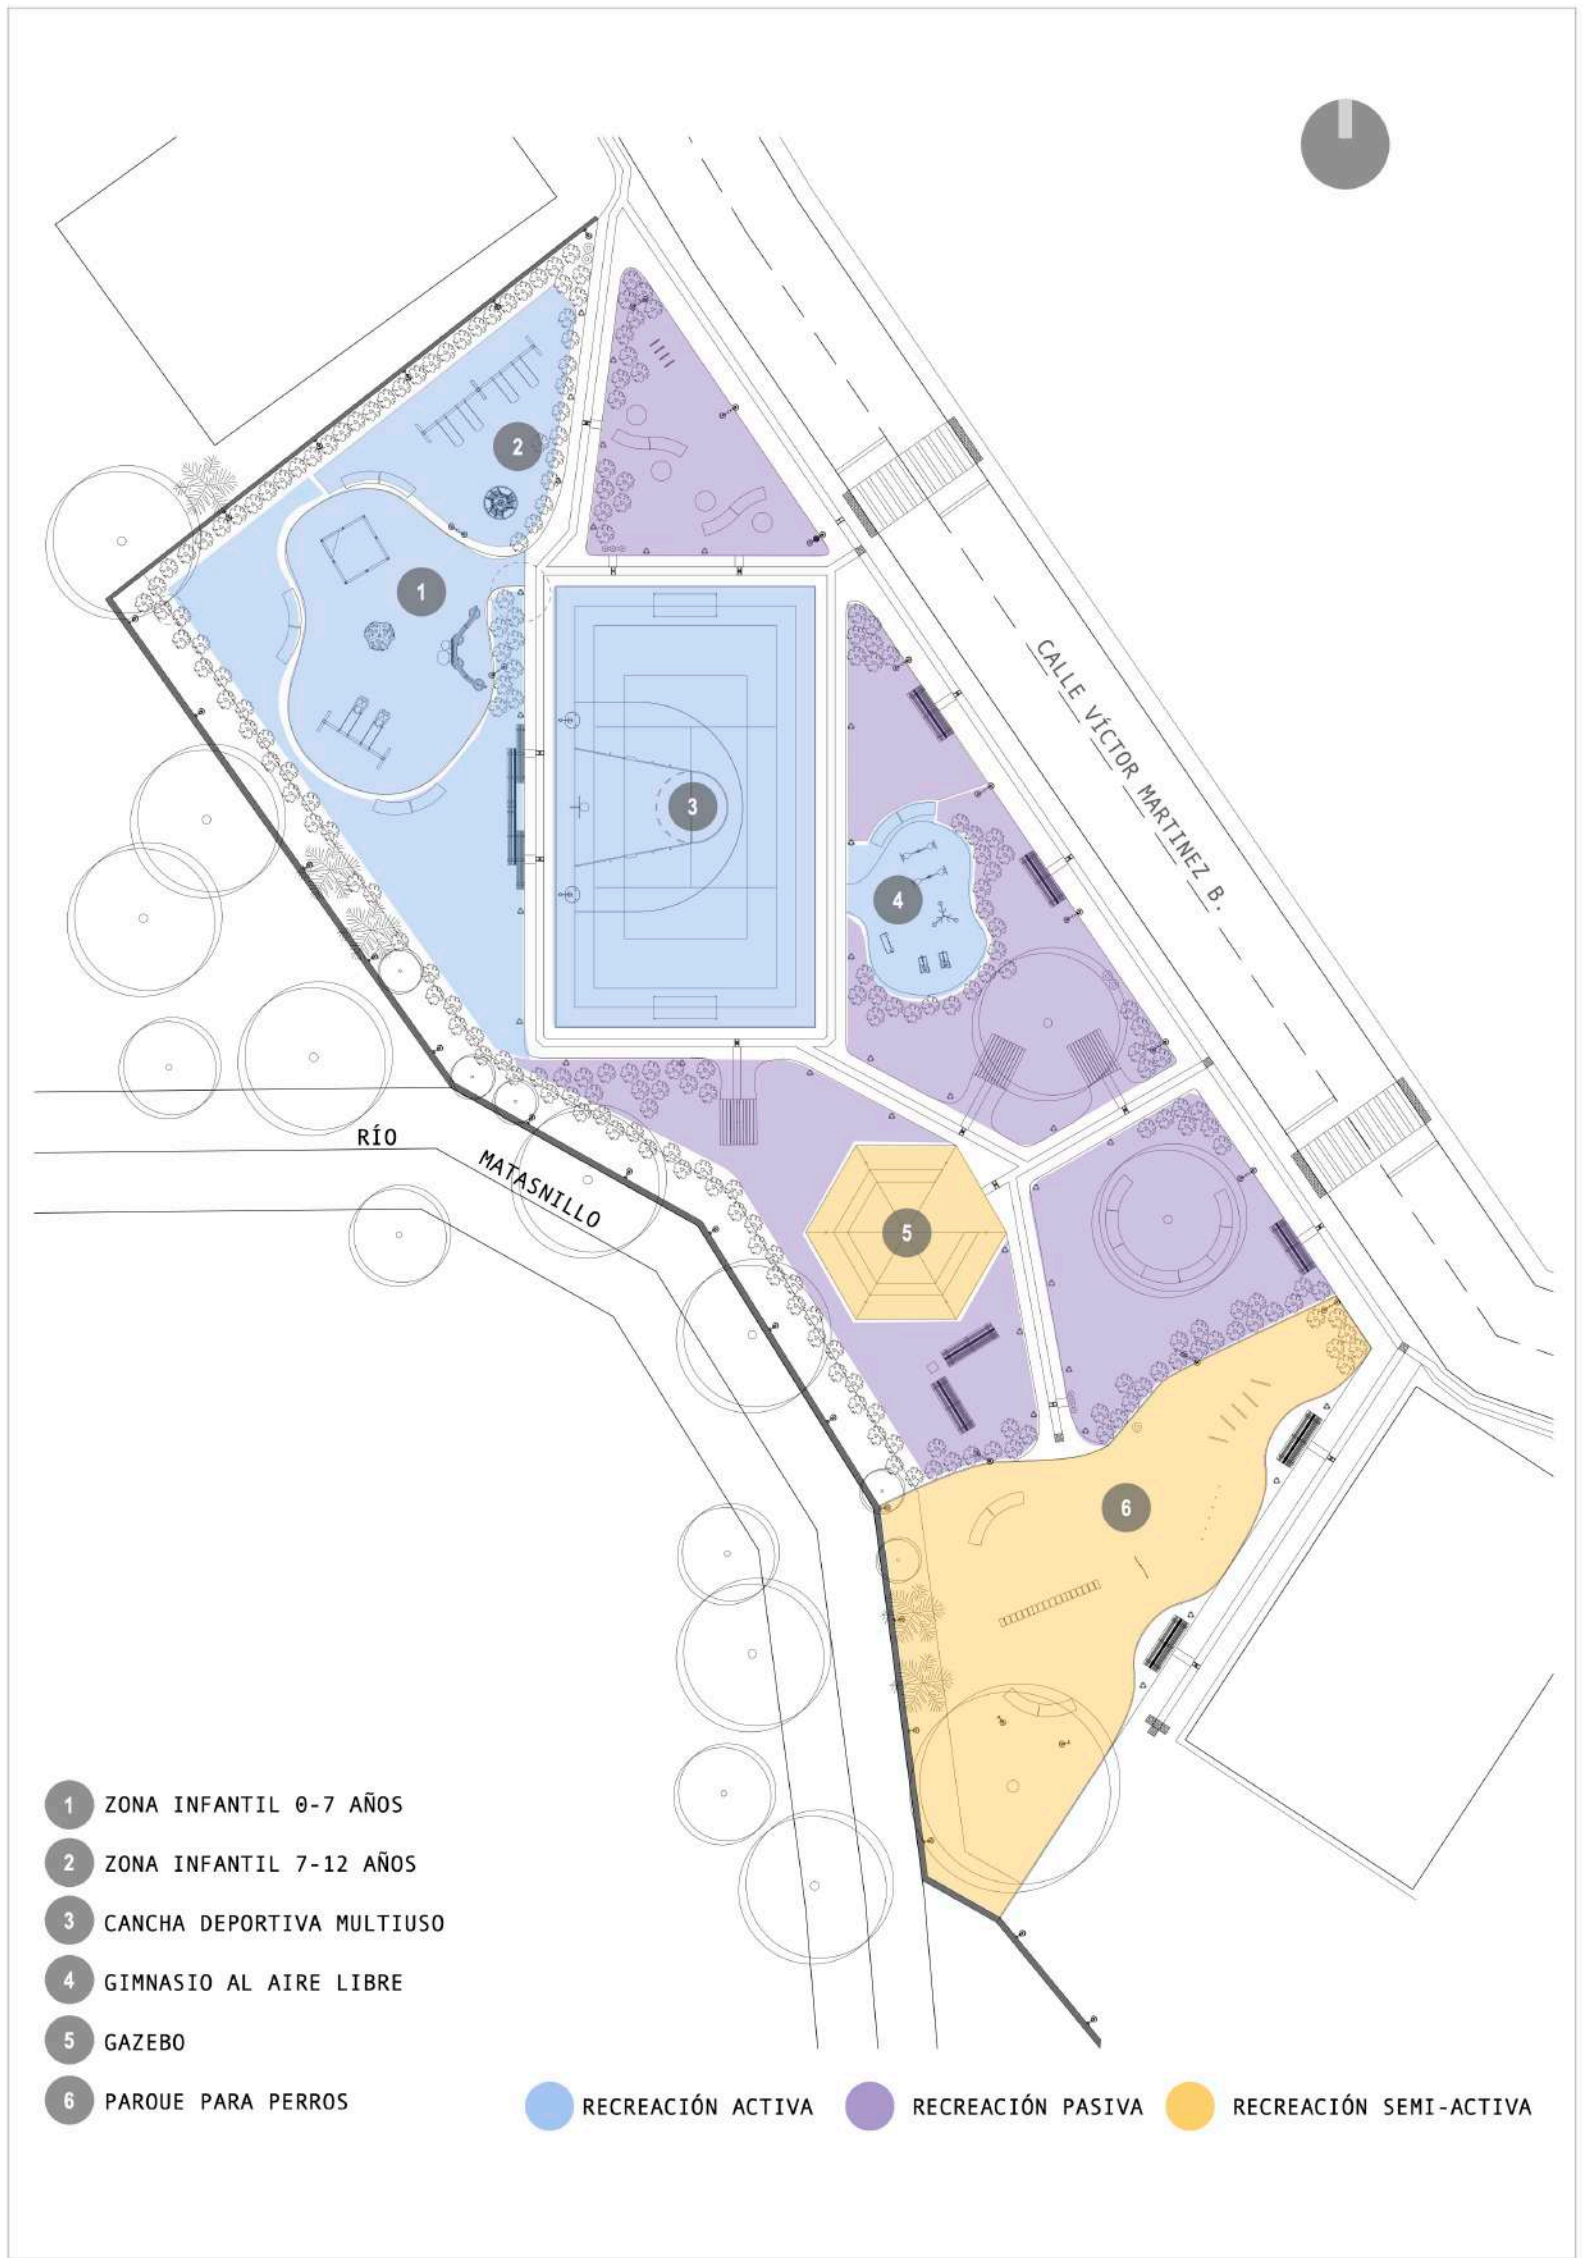 2
1
CALLE VÍCTOR MARTINEZ B.
3
4
RÍO MATASNILLO
5
6
1 ZONA INFANTIL 0-7 AÑOS
2 ZONA INFANTIL 7-12 AÑOS
3 CANCHA DEPORTIVA MULTIUSO
4 GIMNASIO AL AIRE LIBRE
5 GAZEBO
6 PARQUE PARA PERROS
RECREACIÓN ACTIVA
RECREACIÓN PASIVA
RECREACIÓN SEMI-ACTIVA